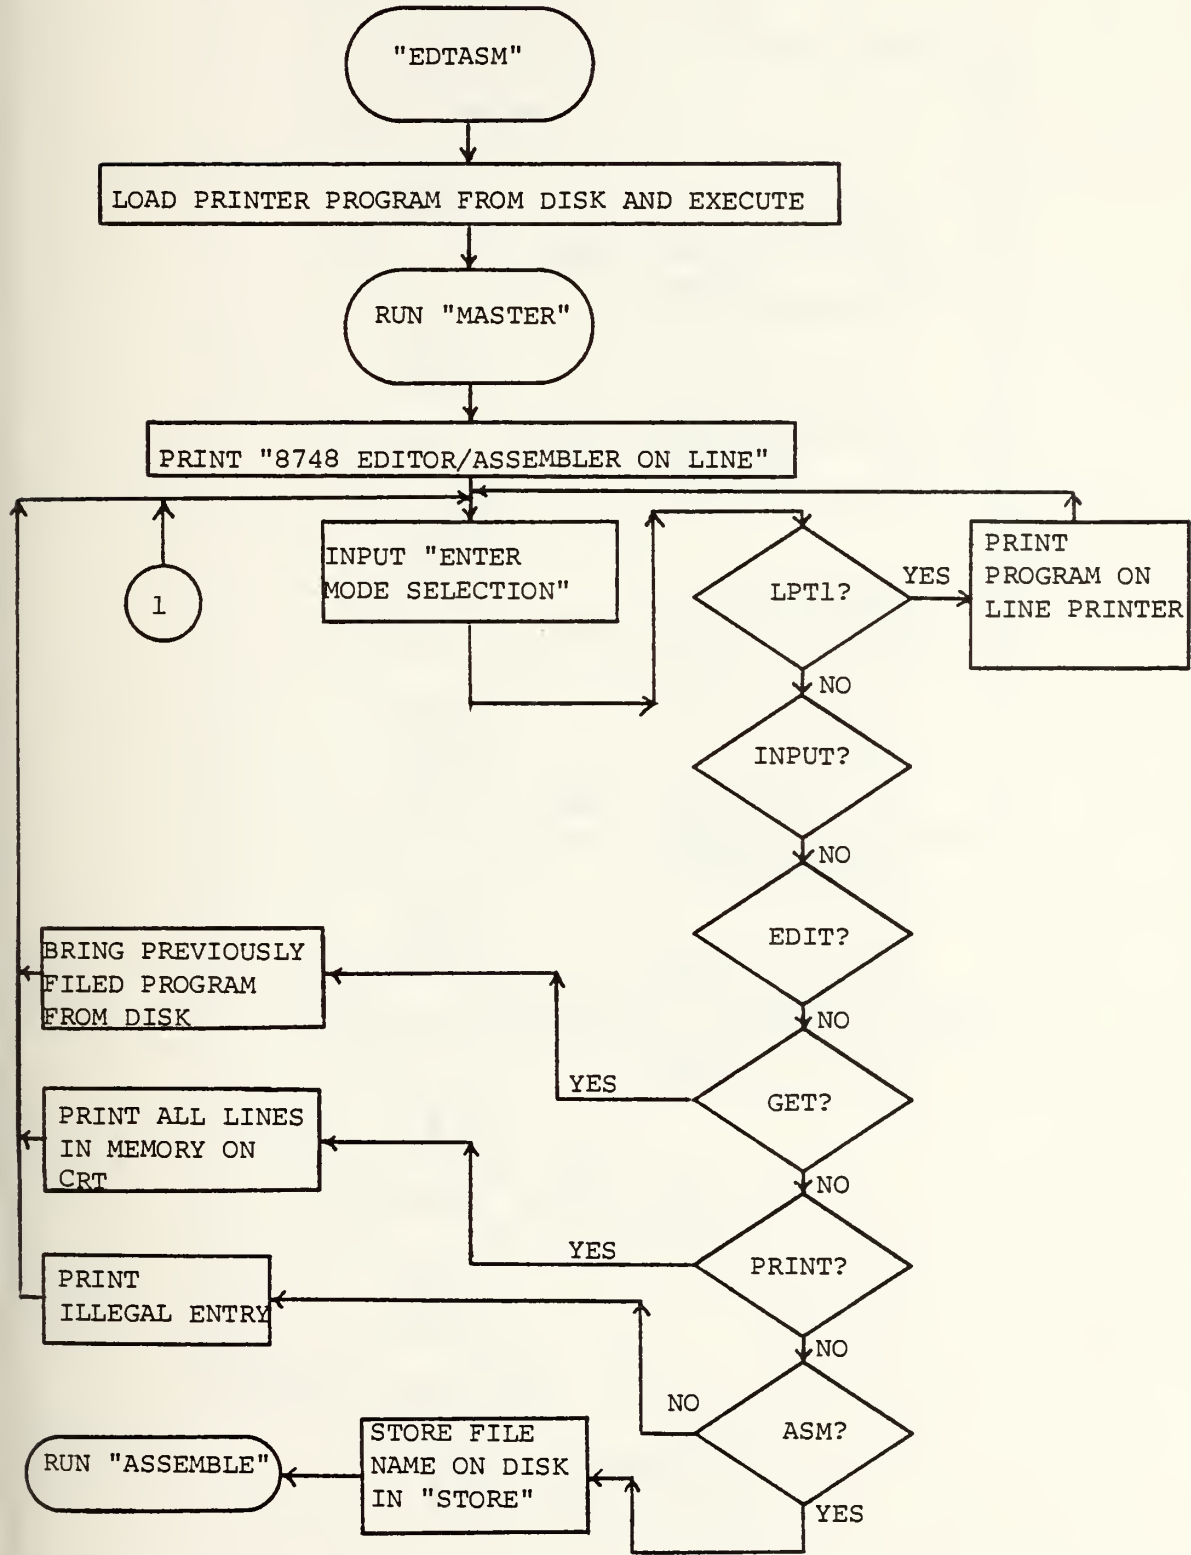 "EDTASM"
LOAD PRINTER PROGRAM FROM DISK AND EXECUTE
RUN "MASTER"
PRINT "8748 EDITOR/ASSEMBLER ON LINE"
INPUT "ENTER
MODE SELECTION"
1
LPT1?
YES
PRINT
PROGRAM ON
LINE PRINTER
NO
INPUT?
NO
EDIT?
NO
BRING PREVIOUSLY
FILED PROGRAM
FROM DISK
YES
GET?
NO
PRINT ALL LINES
IN MEMORY ON
CRT
YES
PRINT?
NO
PRINT
ILLEGAL ENTRY
NO
ASM?
YES
STORE FILE
NAME ON DISK
IN "STORE"
RUN "ASSEMBLE"